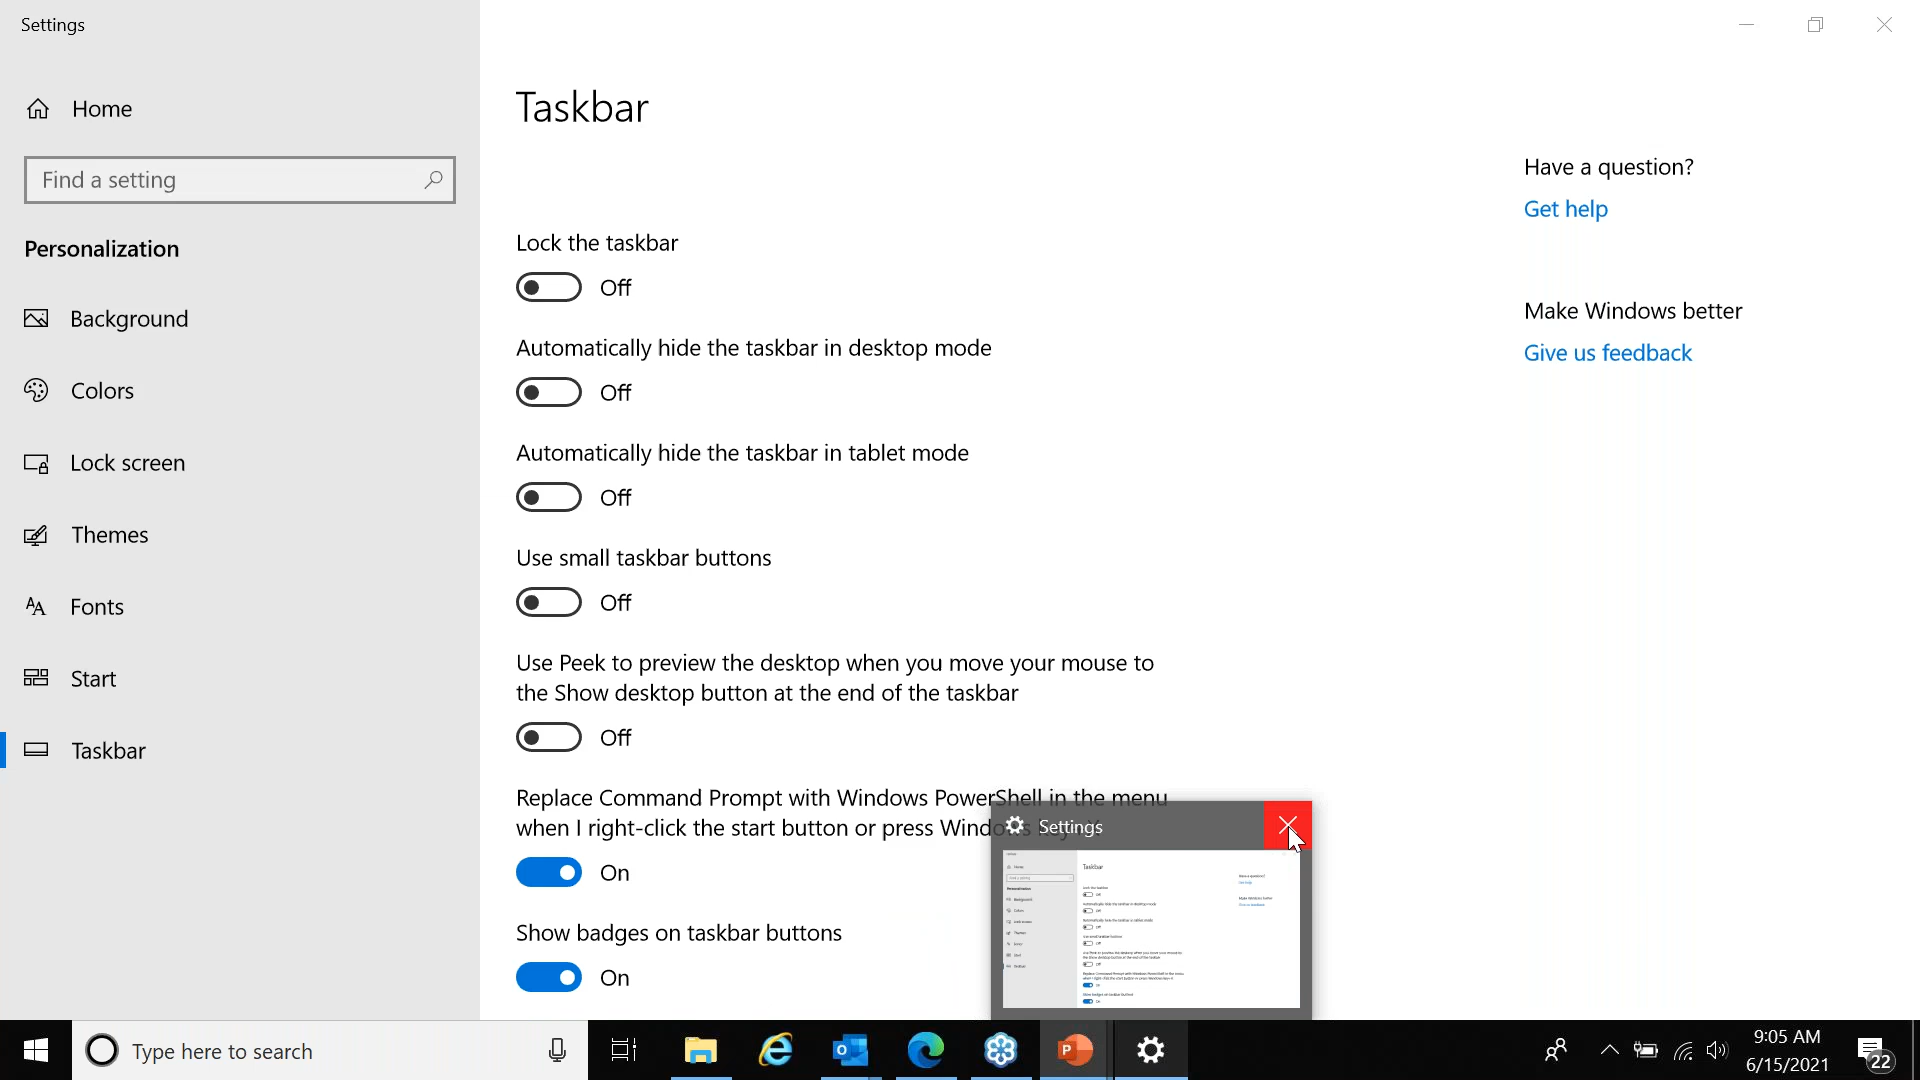 Settings
Home
Find a setting
Personalization
Background
Colors
Lock screen
Themes
Fonts
Start
Taskbar
Taskbar
Lock the taskbar
Off
Automatically hide the taskbar in desktop mode
Off
Automatically hide the taskbar in tablet mode
Off
Use small taskbar buttons
Off
Use Peek to preview the desktop when you move your mouse to
the Show desktop button at the end of the taskbar
Off
Replace Command Prompt with Windows PowerShell in the menu
when I right-click the start button or press Windows key+X
On
Show badges on taskbar buttons
On
Have a question?
Get help
Make Windows better
Give us feedback
Settings
Taskbar
Type here to search
9:05 AM
6/15/2021
22